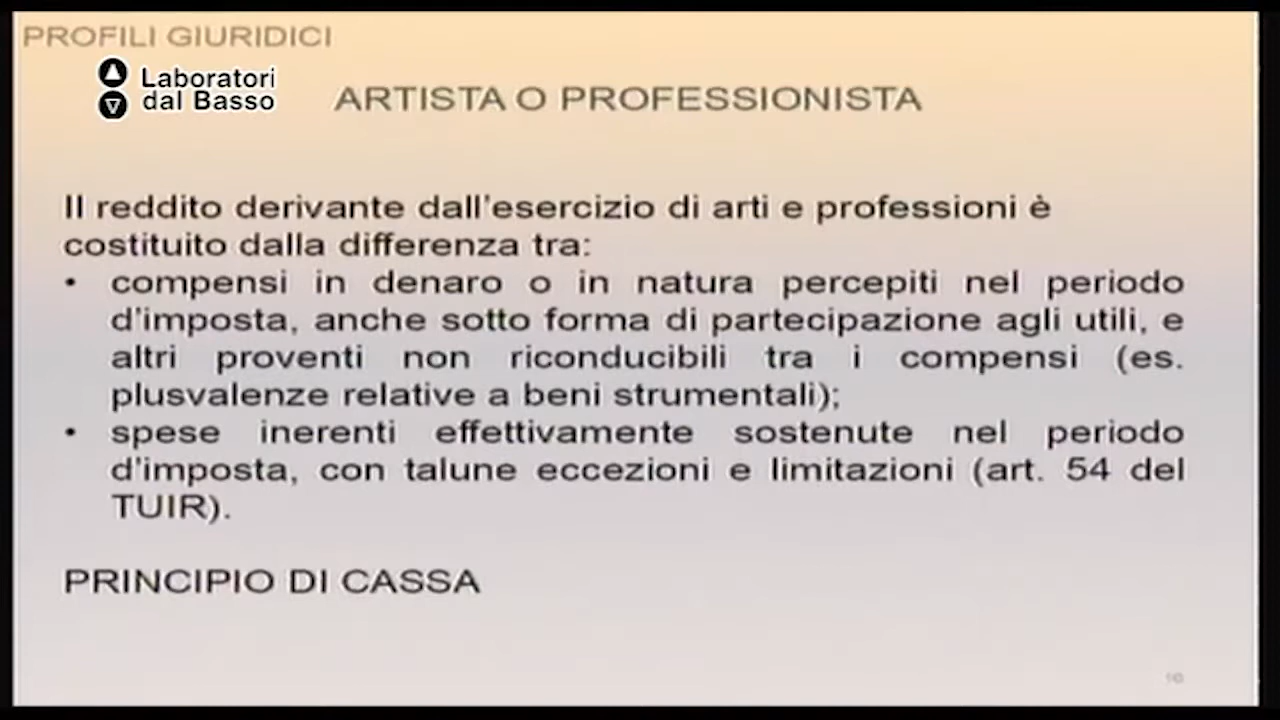 PROFILI GIURIDICI
Laboratori
dal Basso
ARTISTA O PROFESSIONISTA
Il reddito derivante dall'esercizio di arti e professioni è
costituito dalla differenza tra:
• compensi in denaro o in natura percepiti nel periodo
d'imposta, anche sotto forma di partecipazione agli utili, e
altri proventi non riconducibili tra i compensi (es.
plusvalenze relative a beni strumentali);
• spese inerenti effettivamente sostenute nel periodo
d'imposta, con talune eccezioni e limitazioni (art. 54 del
TUIR).
PRINCIPIO DI CASSA